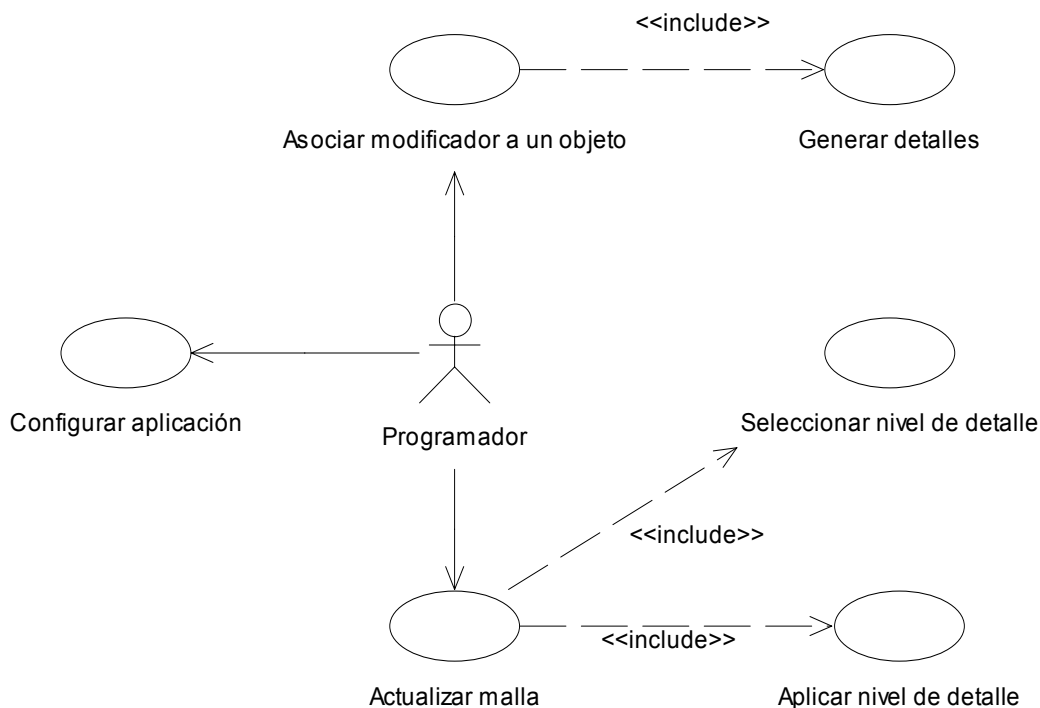 <<include>>
Asociar modificador a un objeto
Generar detalles
Configurar aplicación
Programador
Seleccionar nivel de detalle
<<include>>
<<include>>
Actualizar malla
Aplicar nivel de detalle